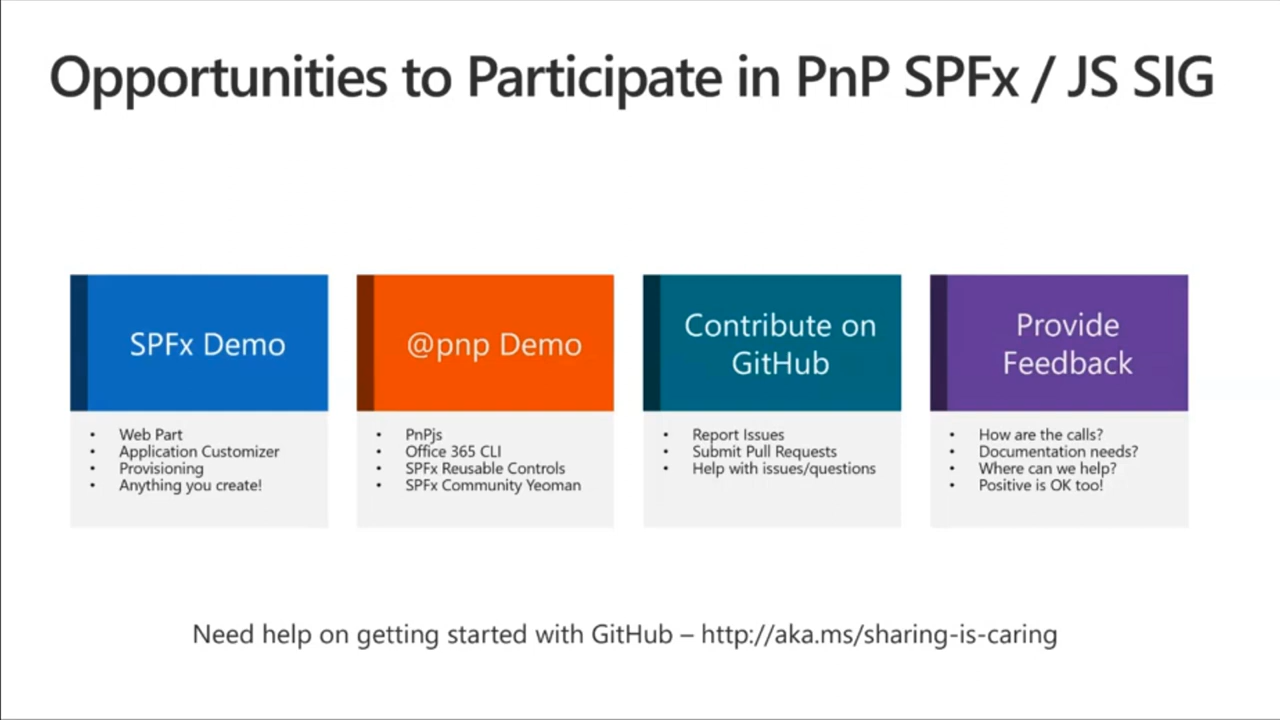 Opportunities to Participate in PnP SPFx / JS SIG
SPFx Demo
• Web Part
• Application Customizer
• Provisioning
• Anything you create!
@pnp Demo
• PnPjs
• Office 365 CLI
• SPFx Reusable Controls
• SPFx Community Yeoman
Contribute on
GitHub
• Report Issues
• Submit Pull Requests
• Help with issues/questions
Provide
Feedback
• How are the calls?
• Documentation needs?
• Where can we help?
• Positive is OK too!
Need help on getting started with GitHub – http://aka.ms/sharing-is-caring